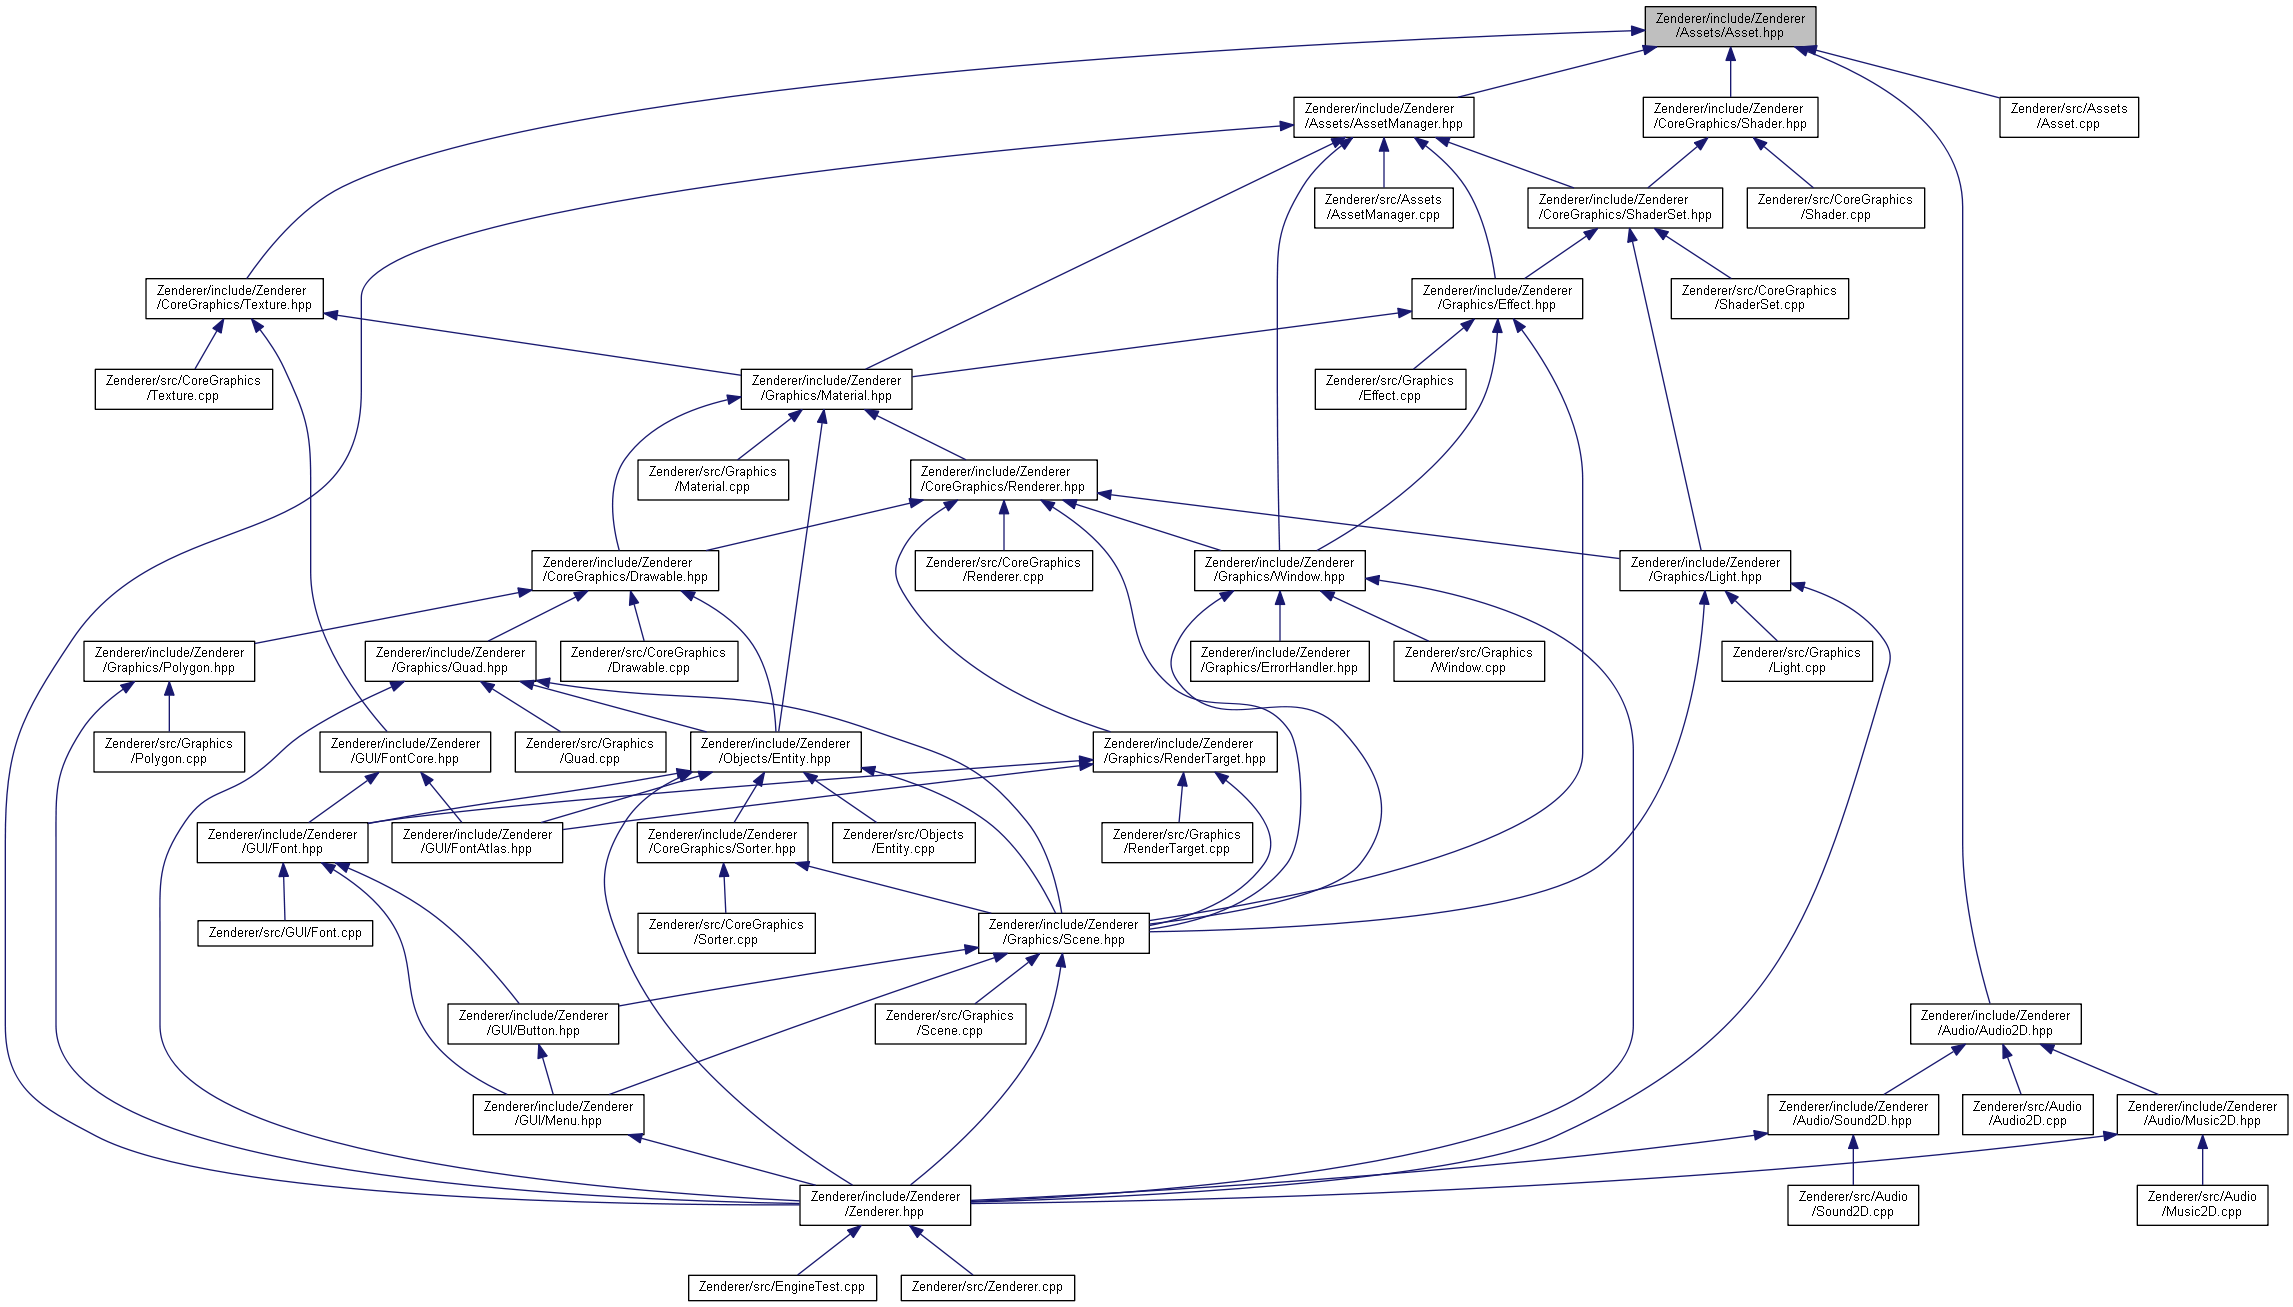 Zenderer/include/Zenderer
/Assets/Asset.hpp
Zenderer/include/Zenderer
/Assets/AssetManager.hpp
Zenderer/include/Zenderer
/CoreGraphics/Shader.hpp
Zenderer/src/Assets
/Asset.cpp
Zenderer/src/Assets
/AssetManager.cpp
Zenderer/include/Zenderer
/CoreGraphics/ShaderSet.hpp
Zenderer/src/CoreGraphics
/Shader.cpp
Zenderer/include/Zenderer
/CoreGraphics/Texture.hpp
Zenderer/include/Zenderer
/Graphics/Effect.hpp
Zenderer/src/CoreGraphics
/ShaderSet.cpp
Zenderer/src/CoreGraphics
/Texture.cpp
Zenderer/include/Zenderer
/Graphics/Material.hpp
Zenderer/src/Graphics
/Effect.cpp
Zenderer/src/Graphics
/Material.cpp
Zenderer/include/Zenderer
/CoreGraphics/Renderer.hpp
Zenderer/include/Zenderer
/CoreGraphics/Drawable.hpp
Zenderer/src/CoreGraphics
/Renderer.cpp
Zenderer/include/Zenderer
/Graphics/Window.hpp
Zenderer/include/Zenderer
/Graphics/Light.hpp
Zenderer/include/Zenderer
/Graphics/Polygon.hpp
Zenderer/include/Zenderer
/Graphics/Quad.hpp
Zenderer/src/CoreGraphics
/Drawable.cpp
Zenderer/include/Zenderer
/Graphics/ErrorHandler.hpp
Zenderer/src/Graphics
/Window.cpp
Zenderer/src/Graphics
/Light.cpp
Zenderer/src/Graphics
/Polygon.cpp
Zenderer/include/Zenderer
/GUI/FontCore.hpp
Zenderer/src/Graphics
/Quad.cpp
Zenderer/include/Zenderer
/Objects/Entity.hpp
Zenderer/include/Zenderer
/Graphics/RenderTarget.hpp
Zenderer/include/Zenderer
/GUI/Font.hpp
Zenderer/include/Zenderer
/GUI/FontAtlas.hpp
Zenderer/include/Zenderer
/CoreGraphics/Sorter.hpp
Zenderer/src/Objects
/Entity.cpp
Zenderer/src/Graphics
/RenderTarget.cpp
Zenderer/src/GUI/Font.cpp
Zenderer/src/CoreGraphics
/Sorter.cpp
Zenderer/include/Zenderer
/Graphics/Scene.hpp
Zenderer/include/Zenderer
/GUI/Button.hpp
Zenderer/src/Graphics
/Scene.cpp
Zenderer/include/Zenderer
/Audio/Audio2D.hpp
Zenderer/include/Zenderer
/GUI/Menu.hpp
Zenderer/include/Zenderer
/Audio/Sound2D.hpp
Zenderer/src/Audio
/Audio2D.cpp
Zenderer/include/Zenderer
/Audio/Music2D.hpp
Zenderer/include/Zenderer
/Zenderer.hpp
Zenderer/src/Audio
/Sound2D.cpp
Zenderer/src/Audio
/Music2D.cpp
Zenderer/src/EngineTest.cpp
Zenderer/src/Zenderer.cpp